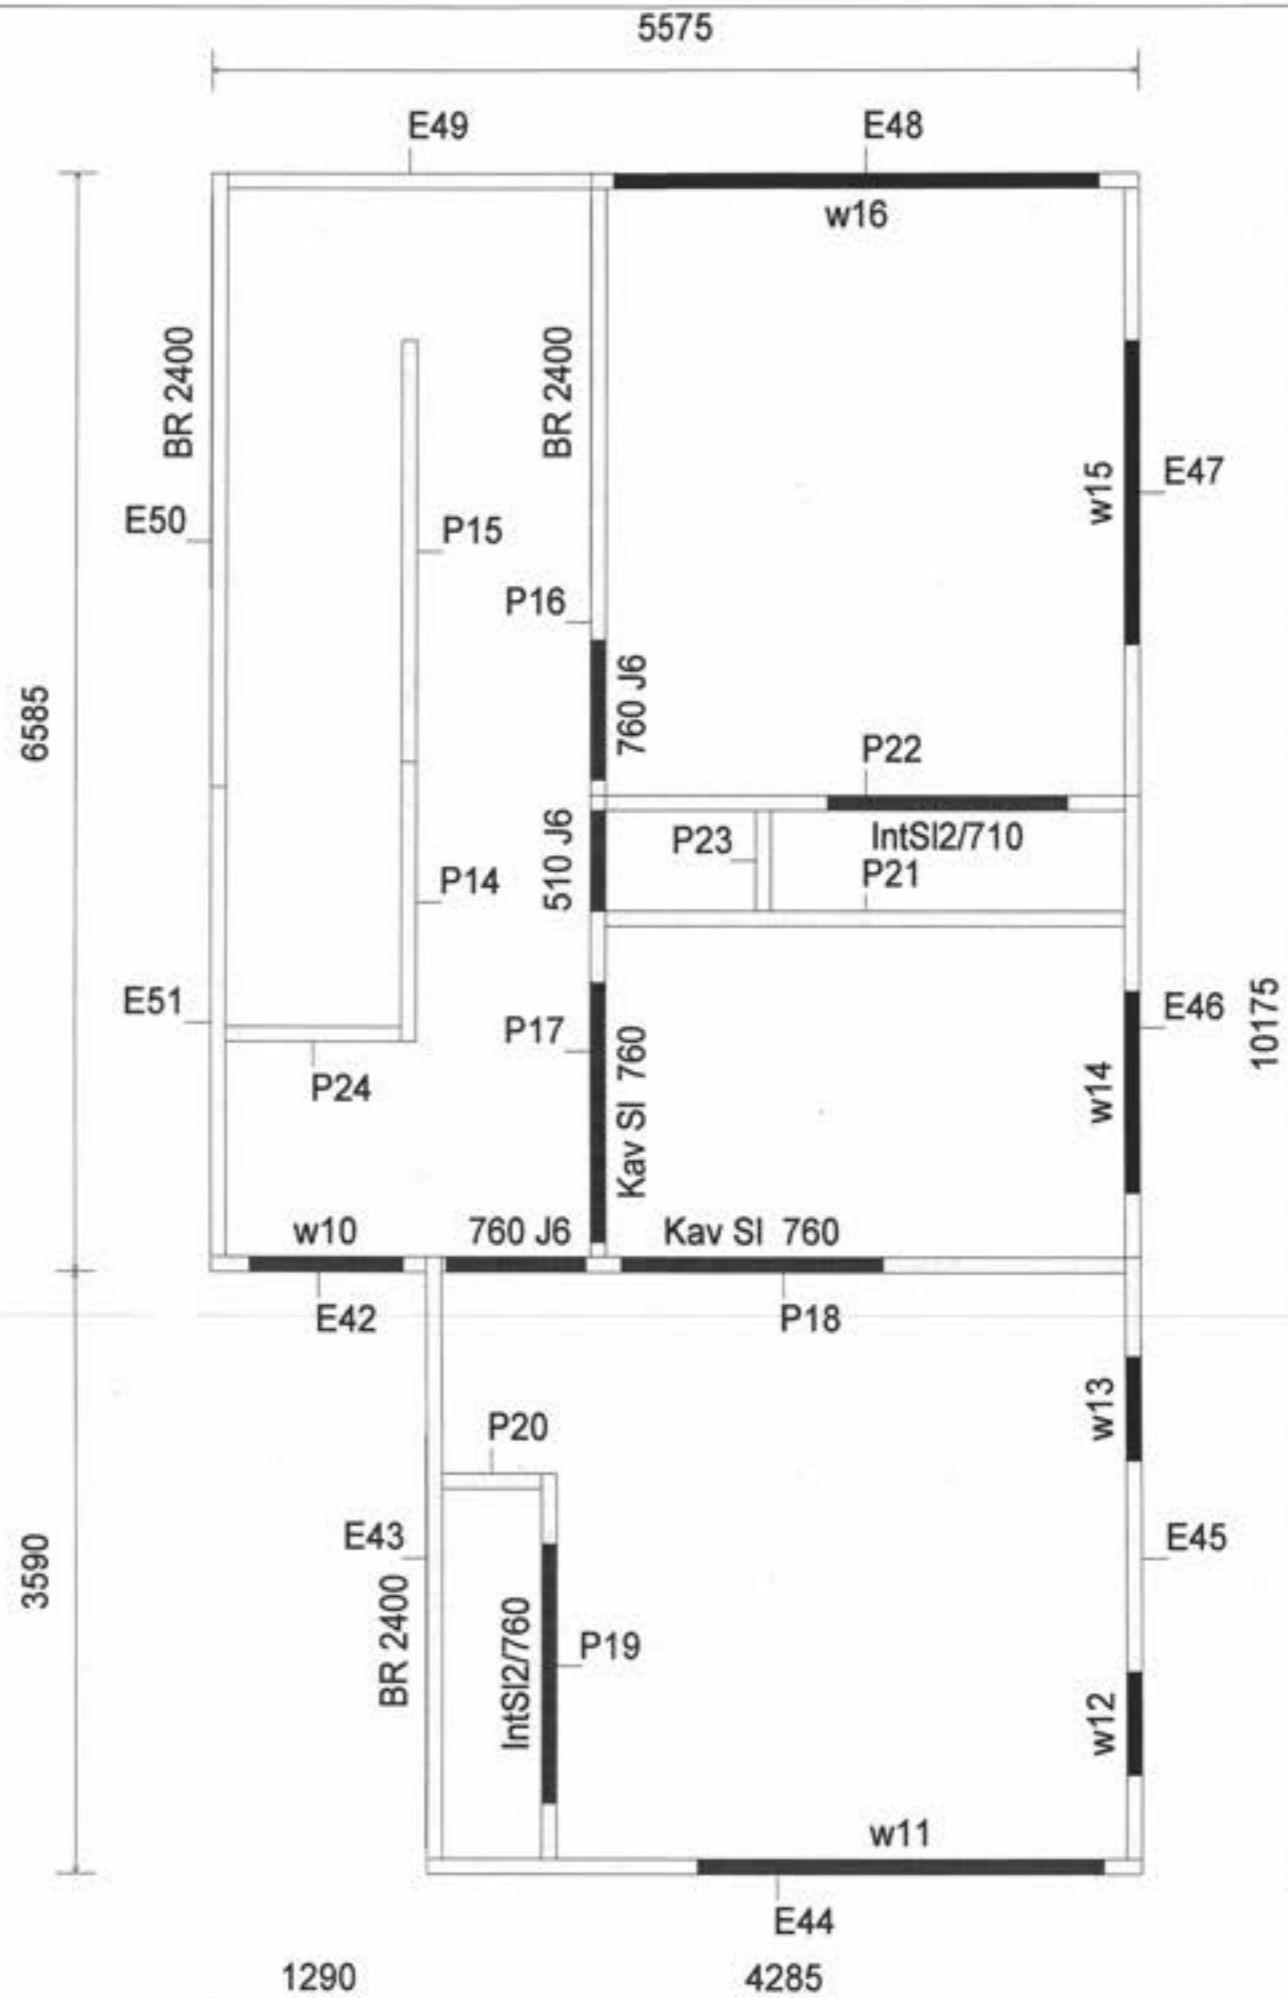 5575
E49
E48
w16
BR 2400
BR 2400
w15
E47
E50
P15
P16
6585
760 J6
P22
510 J6
P23
IntSl2/710
P21
P14
E51
P17
Kav Sl 760
E46
10175
w14
P24
w10
760 J6
Kav Sl 760
E42
P18
w13
P20
E43
BR 2400
3590
IntSl2/760
P19
E45
w12
w11
E44
1290
4285